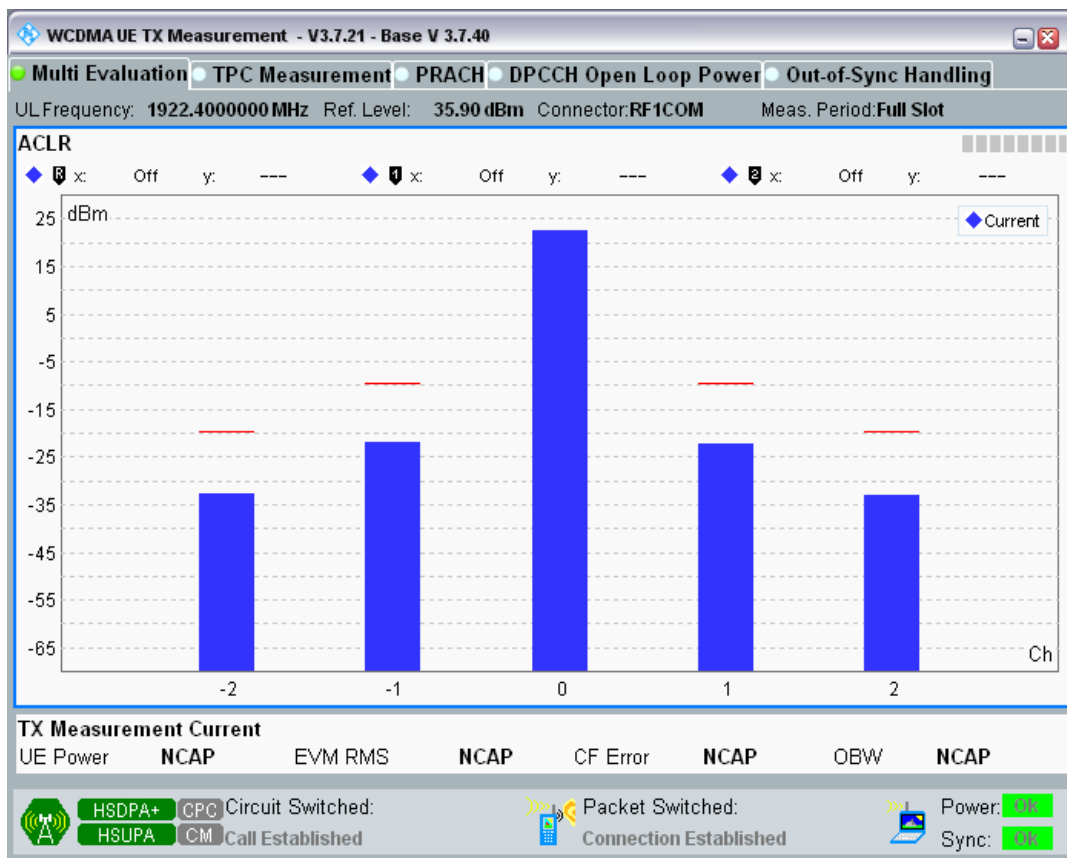 WCDMA UE TX Measurement - V3.7.21 - Base V 3.7.40
Multi Evaluation TPC Measurement PRACH DPCCH Open Loop Power Out-of-Sync Handling
UL Frequency: 1922.4000000 MHz Ref. Level: 35.90 dBm Connector:RF1COM Meas. Period:Full Slot
ACLR
R x: Off y: --- 1 x: Off y: --- 2 x: Off y: ---
dBm
Current
25
15
5
-5
-15
-25
-35
-45
-55
-65
Ch
-2 -1 0 1 2
TX Measurement Current
UE Power NCAP EVM RMS NCAP CF Error NCAP OBW NCAP
HSDPA+ CPC Circuit Switched: Packet Switched: Power: Ok
HSUPA CM Call Established Connection Established Sync: Ok